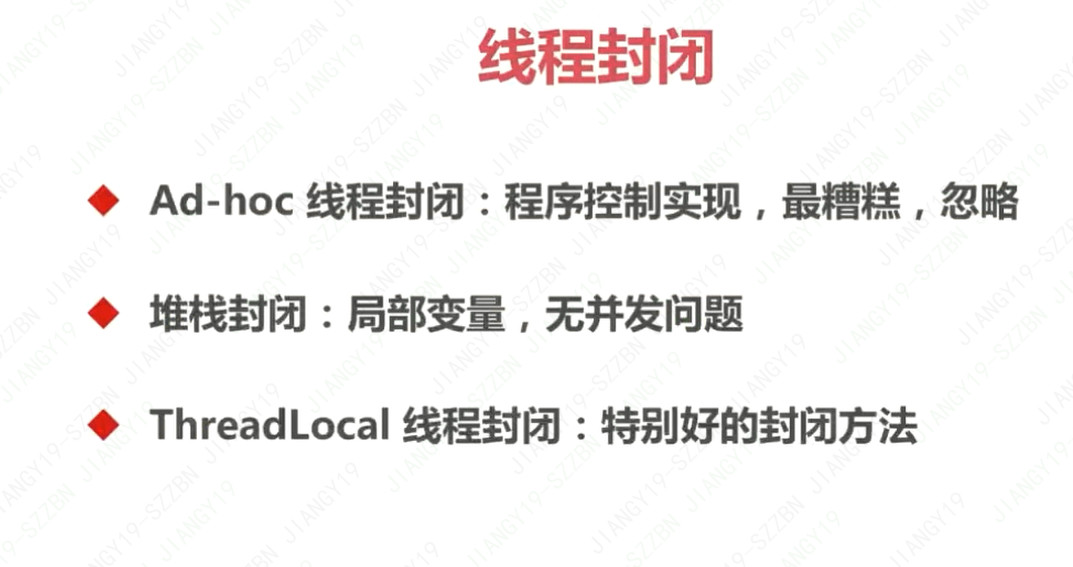 线程封闭
Ad-hoc 线程封闭：程序控制实现，最糟糕，忽略
堆栈封闭：局部变量，无并发问题
ThreadLocal 线程封闭：特别好的封闭方法
JIANGY19-SZZBN